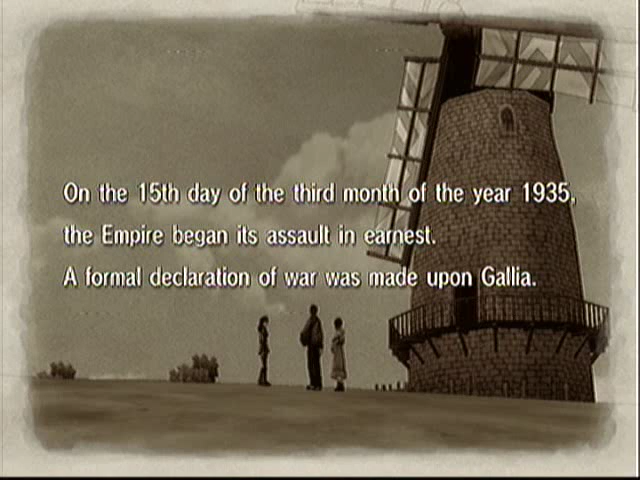 On the 15th day of the third month of the year 1935,
the Empire began its assault in earnest.
A formal declaration of war was made upon Gallia.